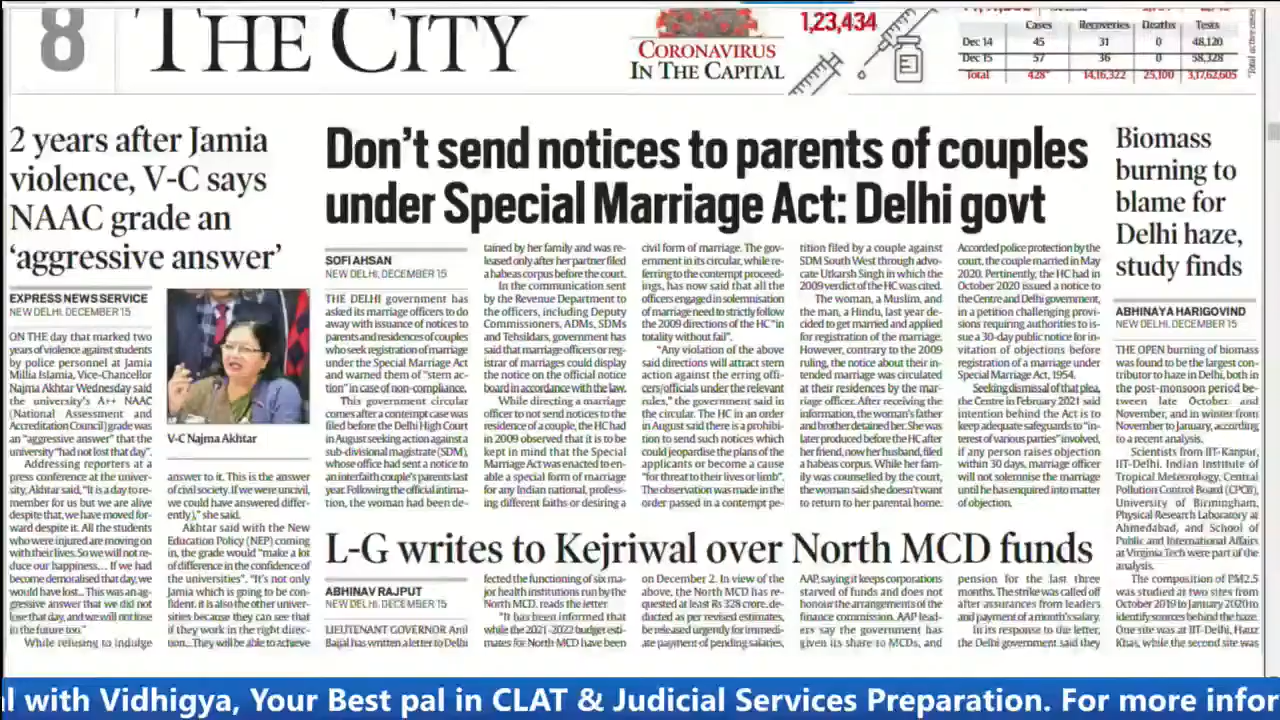 8
THE CITY
CORONAVIRUS
IN THE CAPITAL
1,23,434
Cases Recoveries Deaths Tests
Dec 14 45 31 0 48,120
Dec 15 57 36 0 58,328
Total 428* 14,16,322 25,100 3,17,62,605
*Total active cases
2 years after Jamia
violence, V-C says
NAAC grade an
‘aggressive answer’
EXPRESS NEWS SERVICE
NEW DELHI, DECEMBER 15
ON THE day that marked two
years of violence against students
by police personnel at Jamia
Millia Islamia, Vice-Chancellor
Najma Akhtar Wednesday said
the university's A++ NAAC
(National Assessment and
Accreditation Council) grade was
an “aggressive answer” that the
university “had not lost that day”.
Addressing reporters at a
press conference at the univer-
sity, Akhtar said, “It is a day to re-
member for us but we are alive
despite that, we have moved for-
ward despite it. All the students
who were injured are moving on
with their lives. So we will not re-
duce our happiness... If we had
become demoralised that day, we
would have lost... This was an ag-
gressive answer that we did not
lose that day, and we will not lose
in the future too.”
While refusing to indulge
V-C Najma Akhtar
answer to it. This is the answer
of civil society. If we were uncivil,
we could have answered differ-
ently),” she said.
Akhtar said with the New
Education Policy (NEP) coming
in, the grade would “make a lot
of difference in the confidence of
the universities”. “It's not only
Jamia which is going to be con-
fident, it is also the other univer-
sities because they can see that
if they work in the right direc-
tion...They will be able to achieve
Don’t send notices to parents of couples
under Special Marriage Act: Delhi govt
SOFI AHSAN
NEW DELHI, DECEMBER 15
THE DELHI government has
asked its marriage officers to do
away with issuance of notices to
parents and residences of couples
who seek registration of marriage
under the Special Marriage Act
and warned them of “stern ac-
tion” in case of non-compliance.
This government circular
comes after a contempt case was
filed before the Delhi High Court
in August seeking action against a
sub-divisional magistrate (SDM),
whose office had sent a notice to
an interfaith couple's parents last
year. Following the official intima-
tion, the woman had been de-
tained by her family and was re-
leased only after her partner filed
a habeas corpus before the court.
In the communication sent
by the Revenue Department to
the officers, including Deputy
Commissioners, ADMs, SDMs
and Tehsildars, government has
said that marriage officers or reg-
istrar of marriages could display
the notice on the official notice
board in accordance with the law.
While directing a marriage
officer to not send notices to the
residence of a couple, the HC had
in 2009 observed that it is to be
kept in mind that the Special
Marriage Act was enacted to en-
able a special form of marriage
for any Indian national, profess-
ing different faiths or desiring a
civil form of marriage. The gov-
ernment in its circular, while re-
ferring to the contempt proceed-
ings, has now said that all the
officers engaged in solemnisation
of marriage need to strictly follow
the 2009 directions of the HC “in
totality without fail”.
“Any violation of the above
said directions will attract stern
action against the erring offi-
cers/officials under the relevant
rules,” the government said in
the circular. The HC in an order
in August said there is a prohibi-
tion to send such notices which
could jeopardise the plans of the
applicants or become a cause
“for threat to their lives or limb”.
The observation was made in the
order passed in a contempt pe-
tition filed by a couple against
SDM South West through advo-
cate Utkarsh Singh in which the
2009 verdict of the HC was cited.
The woman, a Muslim, and
the man, a Hindu, last year de-
cided to get married and applied
for registration of the marriage.
However, contrary to the 2009
ruling, the notice about their in-
tended marriage was circulated
at their residences by the mar-
riage officer. After receiving the
information, the woman's father
and brother detained her. She was
later produced before the HC after
her friend, now her husband, filed
a habeas corpus. While her fam-
ily was counselled by the court,
the woman said she doesn't want
to return to her parental home.
Accorded police protection by the
court, the couple married in May
2020. Pertinently, the HC had in
October 2020 issued a notice to
the Centre and Delhi government,
in a petition challenging provi-
sions requiring authorities to is-
sue a 30-day public notice for in-
vitation of objections before
registration of a marriage under
Special Marriage Act, 1954.
Seeking dismissal of that plea,
the Centre in February 2021 said
intention behind the Act is to
keep adequate safeguards to “in-
terest of various parties” involved,
if any person raises objection
within 30 days, marriage officer
will not solemnise the marriage
until he has enquired into matter
of objection.
L-G writes to Kejriwal over North MCD funds
ABHINAV RAJPUT
NEW DELHI, DECEMBER 15
LIEUTENANT GOVERNOR Anil
Baijal has written a letter to Delhi
fected the functioning of six ma-
jor health institutions run by the
North MCD, reads the letter.
“It has been informed that
while the 2021-2022 budget esti-
mates for North MCD have been
on December 2. In view of the
above, the North MCD has re-
quested at least Rs 328 crore, de-
ducted as per revised estimates,
be released urgently for immedi-
ate payment of pending salaries,
AAP, saying it keeps corporations
starved of funds and does not
honour the arrangements of the
finance commission. AAP lead-
ers say the government has
given its share to MCDs, and
pension for the last three
months. The strike was called off
after assurances from leaders
and payment of a month's salary.
In its response to the letter,
the Delhi government said they
Biomass
burning to
blame for
Delhi haze,
study finds
ABHINAYA HARIGOVIND
NEW DELHI, DECEMBER 15
THE OPEN burning of biomass
was found to be the largest con-
tributor to haze in Delhi, both in
the post-monsoon period be-
tween late October and
November, and in winter from
November to January, according
to a recent analysis.
Scientists from IIT-Kanpur,
IIT-Delhi, Indian Institute of
Tropical Meteorology, Central
Pollution Control Board (CPCB),
University of Birmingham,
Physical Research Laboratory at
Ahmedabad, and School of
Public and International Affairs
at Virginia Tech were part of the
analysis.
The composition of PM2.5
was studied at two sites from
October 2019 to January 2020 to
identify sources behind the haze.
One site was at IIT-Delhi, Hauz
Khas, while the second site was
l with Vidhigya, Your Best pal in CLAT & Judicial Services Preparation. For more infor